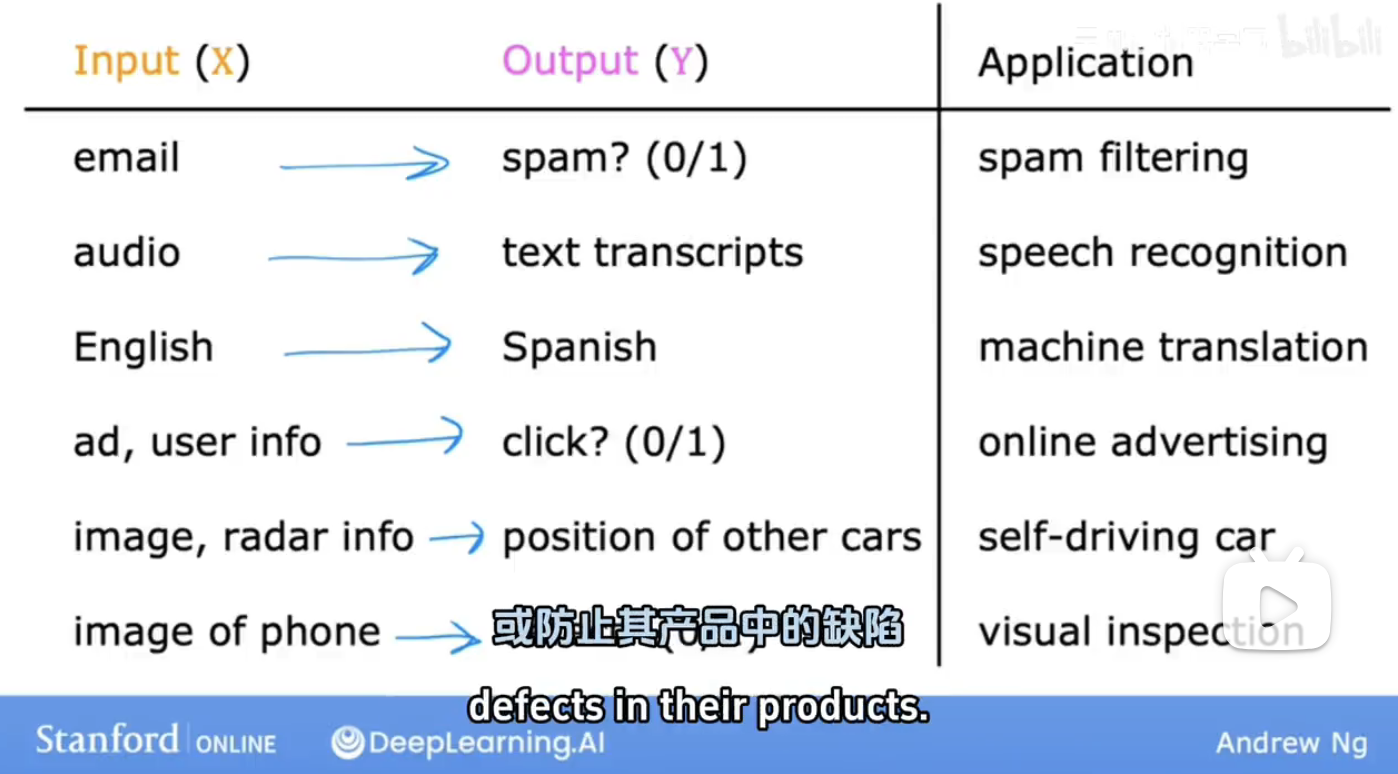 Input (X) Output (Y) Application
email spam? (0/1) spam filtering
audio text transcripts speech recognition
English Spanish machine translation
ad, user info click? (0/1) online advertising
image, radar info position of other cars self-driving car
image of phone visual inspection
或防止其产品中的缺陷
defects in their products.
Stanford ONLINE DeepLearning.AI Andrew Ng
bilibili